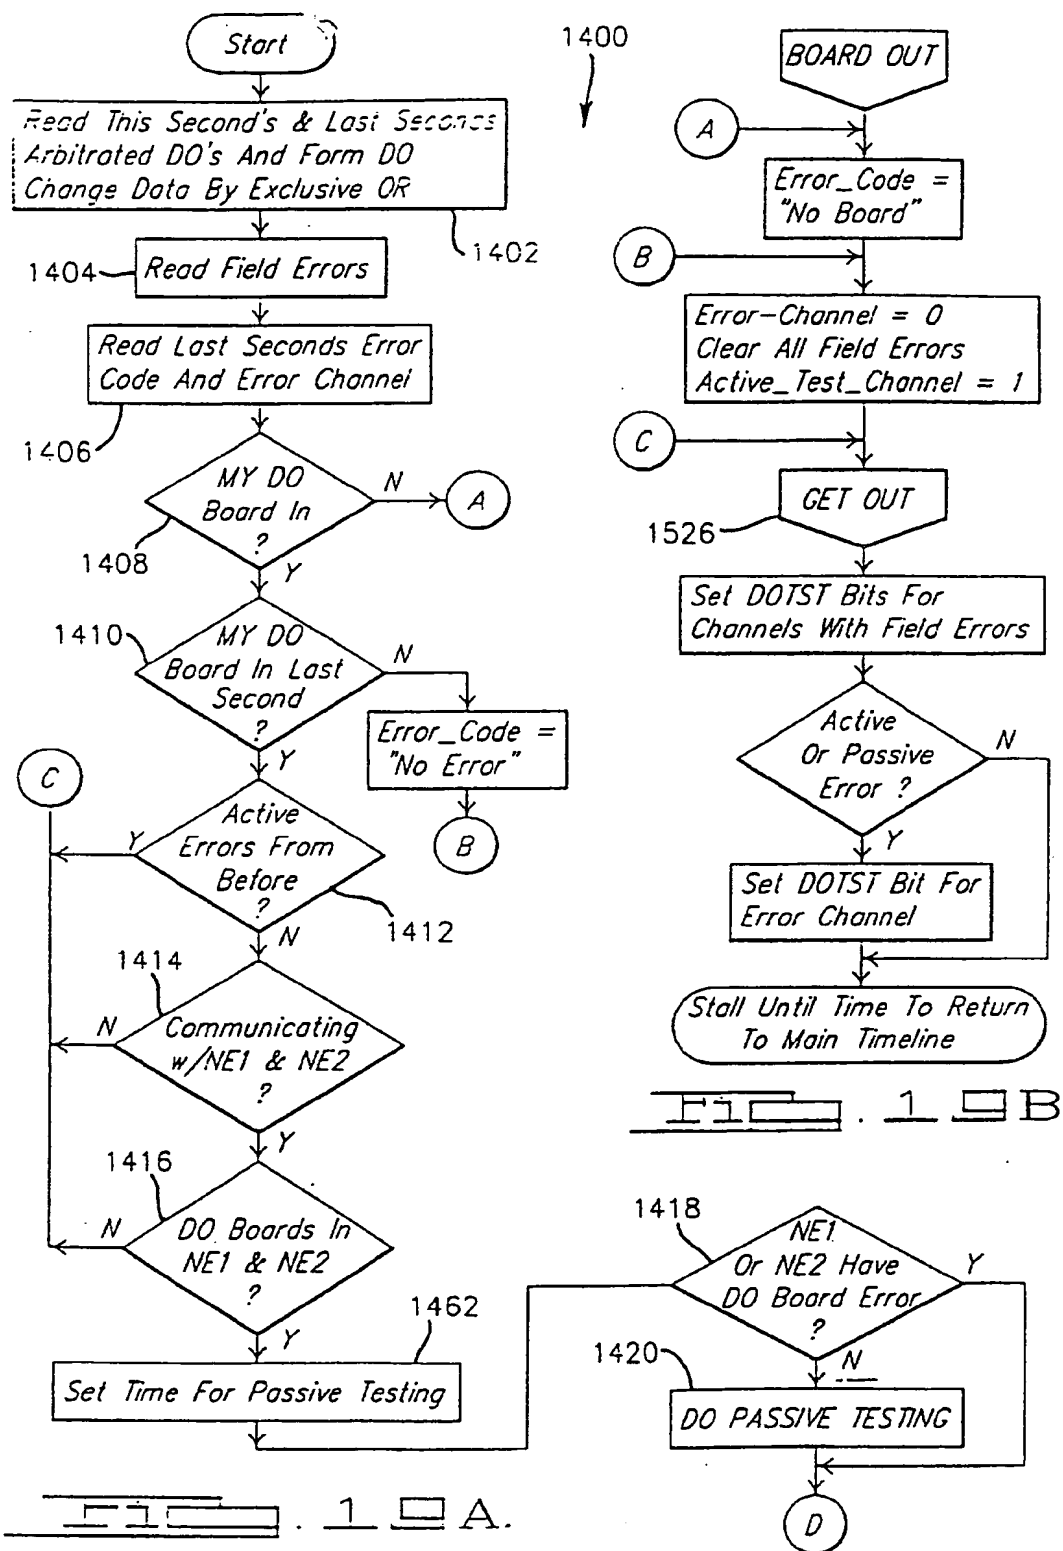 Start
Read This Second's & Last Seconds
Arbitrated DO's And Form DO
Change Data By Exclusive OR
1402
1404
Read Field Errors
Read Last Seconds Error
Code And Error Channel
1406
MY DO
Board In
?
N
A
1408
Y
1410
MY DO
Board In Last
Second
?
N
Error_Code =
"No Error"
B
Y
C
Active
Errors From
Before
?
Y
1412
N
1414
Communicating
w/NE1 & NE2
?
N
Y
1416
DO Boards In
NE1 & NE2
?
N
Y
1462
Set Time For Passive Testing
FIG. 19A.
1400
BOARD OUT
A
Error_Code =
"No Board"
B
Error-Channel = 0
Clear All Field Errors
Active_Test_Channel = 1
C
GET OUT
1526
Set DOTST Bits For
Channels With Field Errors
Active
Or Passive
Error ?
N
Y
Set DOTST Bit For
Error Channel
Stall Until Time To Return
To Main Timeline
FIG. 19B
1418
NE1
Or NE2 Have
DO Board Error
?
Y
1420
N
DO PASSIVE TESTING
D